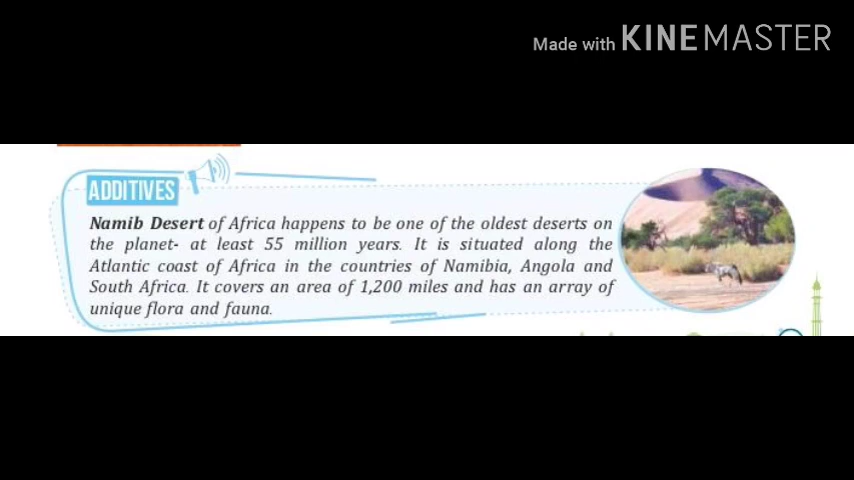 Made with KINEMASTER
ADDITIVES
Namib Desert of Africa happens to be one of the oldest deserts on
the planet- at least 55 million years. It is situated along the
Atlantic coast of Africa in the countries of Namibia, Angola and
South Africa. It covers an area of 1,200 miles and has an array of
unique flora and fauna.